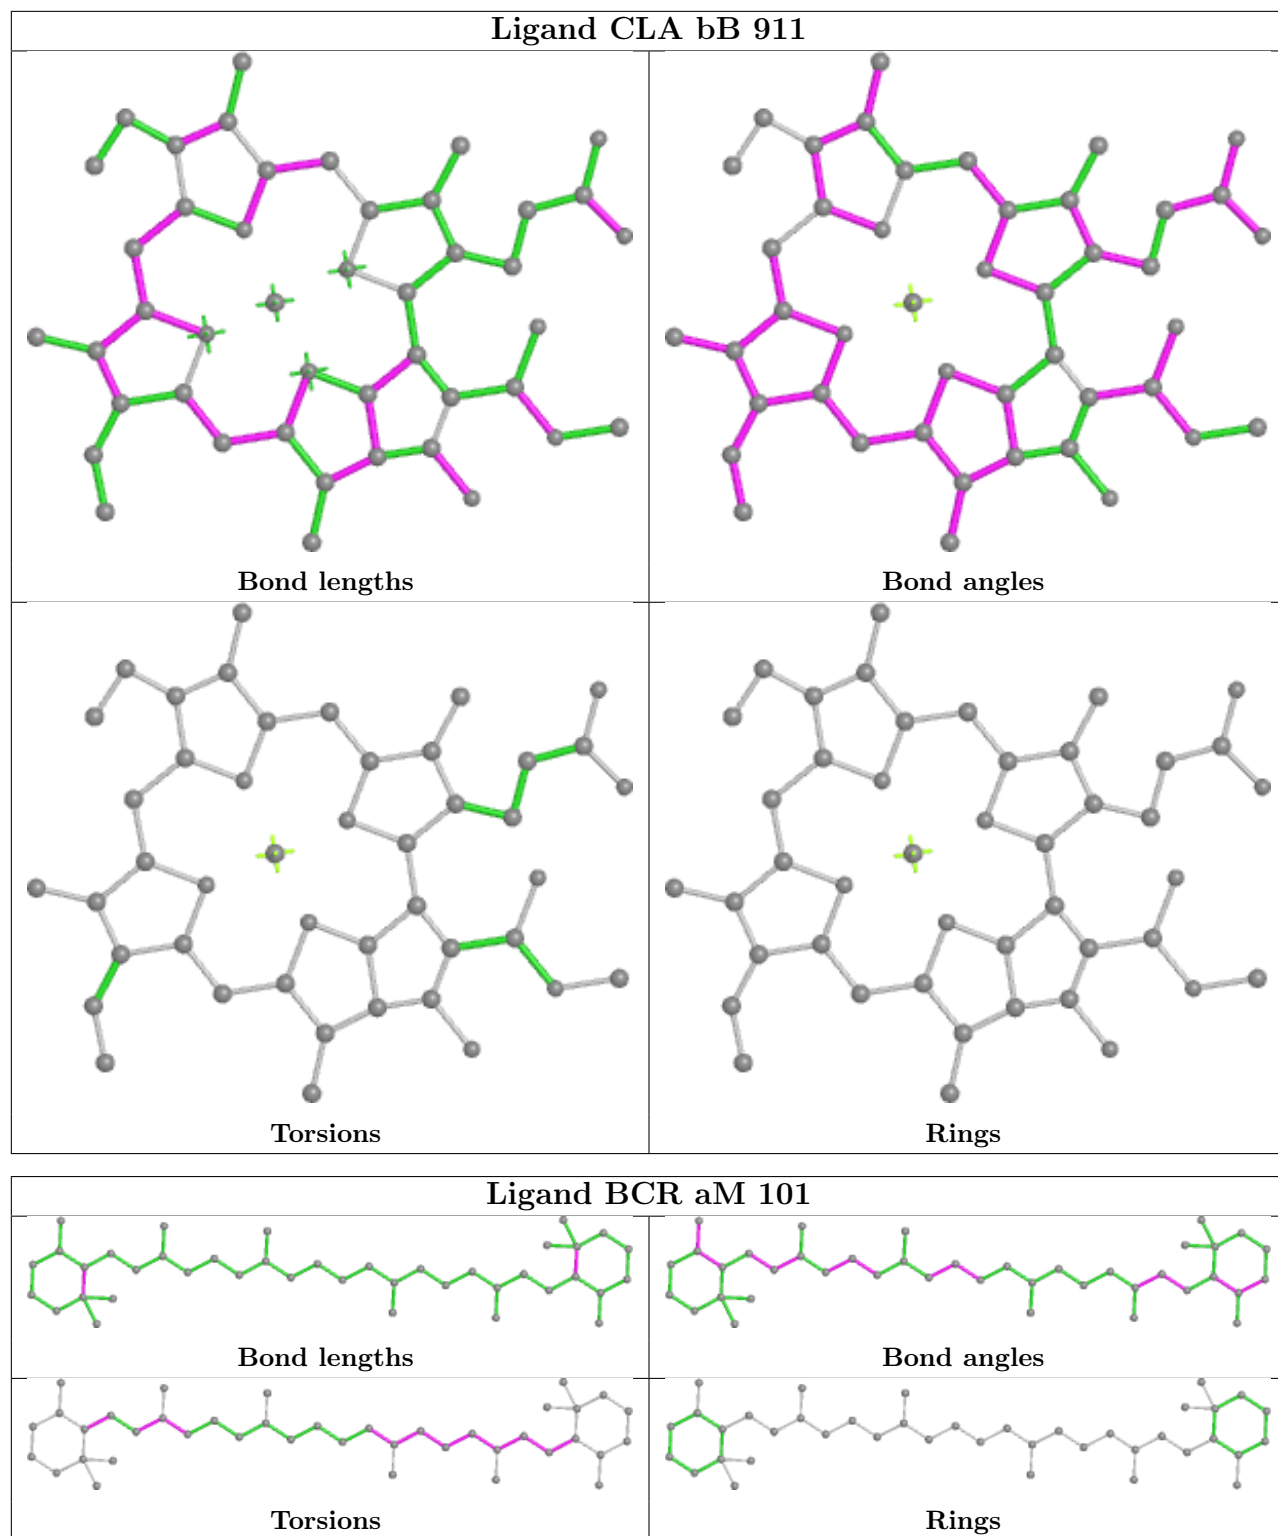 Ligand CLA bB 911
Bond lengths
Bond angles
Torsions
Rings
Ligand BCR aM 101
Bond lengths
Bond angles
Torsions
Rings